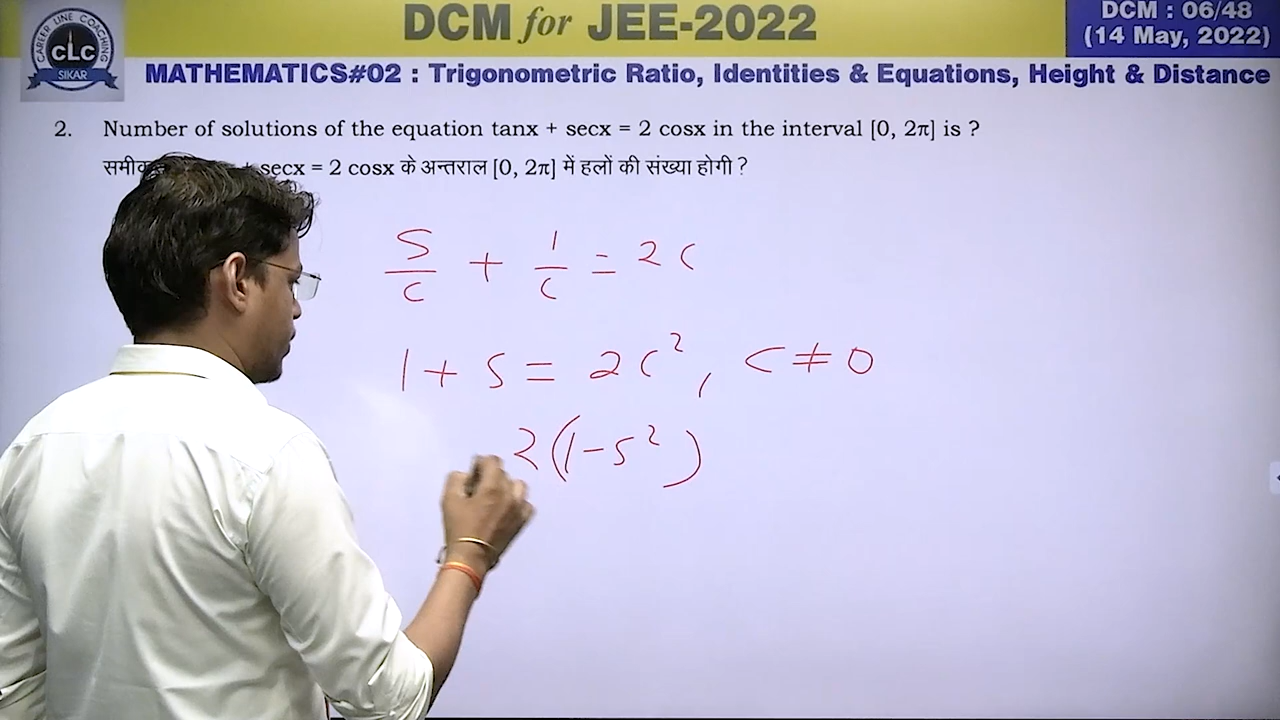 DCM for JEE-2022
DCM : 06/48
(14 May, 2022)
CAREER LINE COACHING
CLC
SIKAR
MATHEMATICS#02 : Trigonometric Ratio, Identities & Equations, Height & Distance
2. Number of solutions of the equation tanx + secx = 2 cosx in the interval [0, 2π] is ?
+ secx = 2 cosx के अन्तराल [0, 2π] में हलों की संख्या होगी ?
S/C + 1/C = 2C
1 + S = 2C², C ≠ 0
2(1-S²)